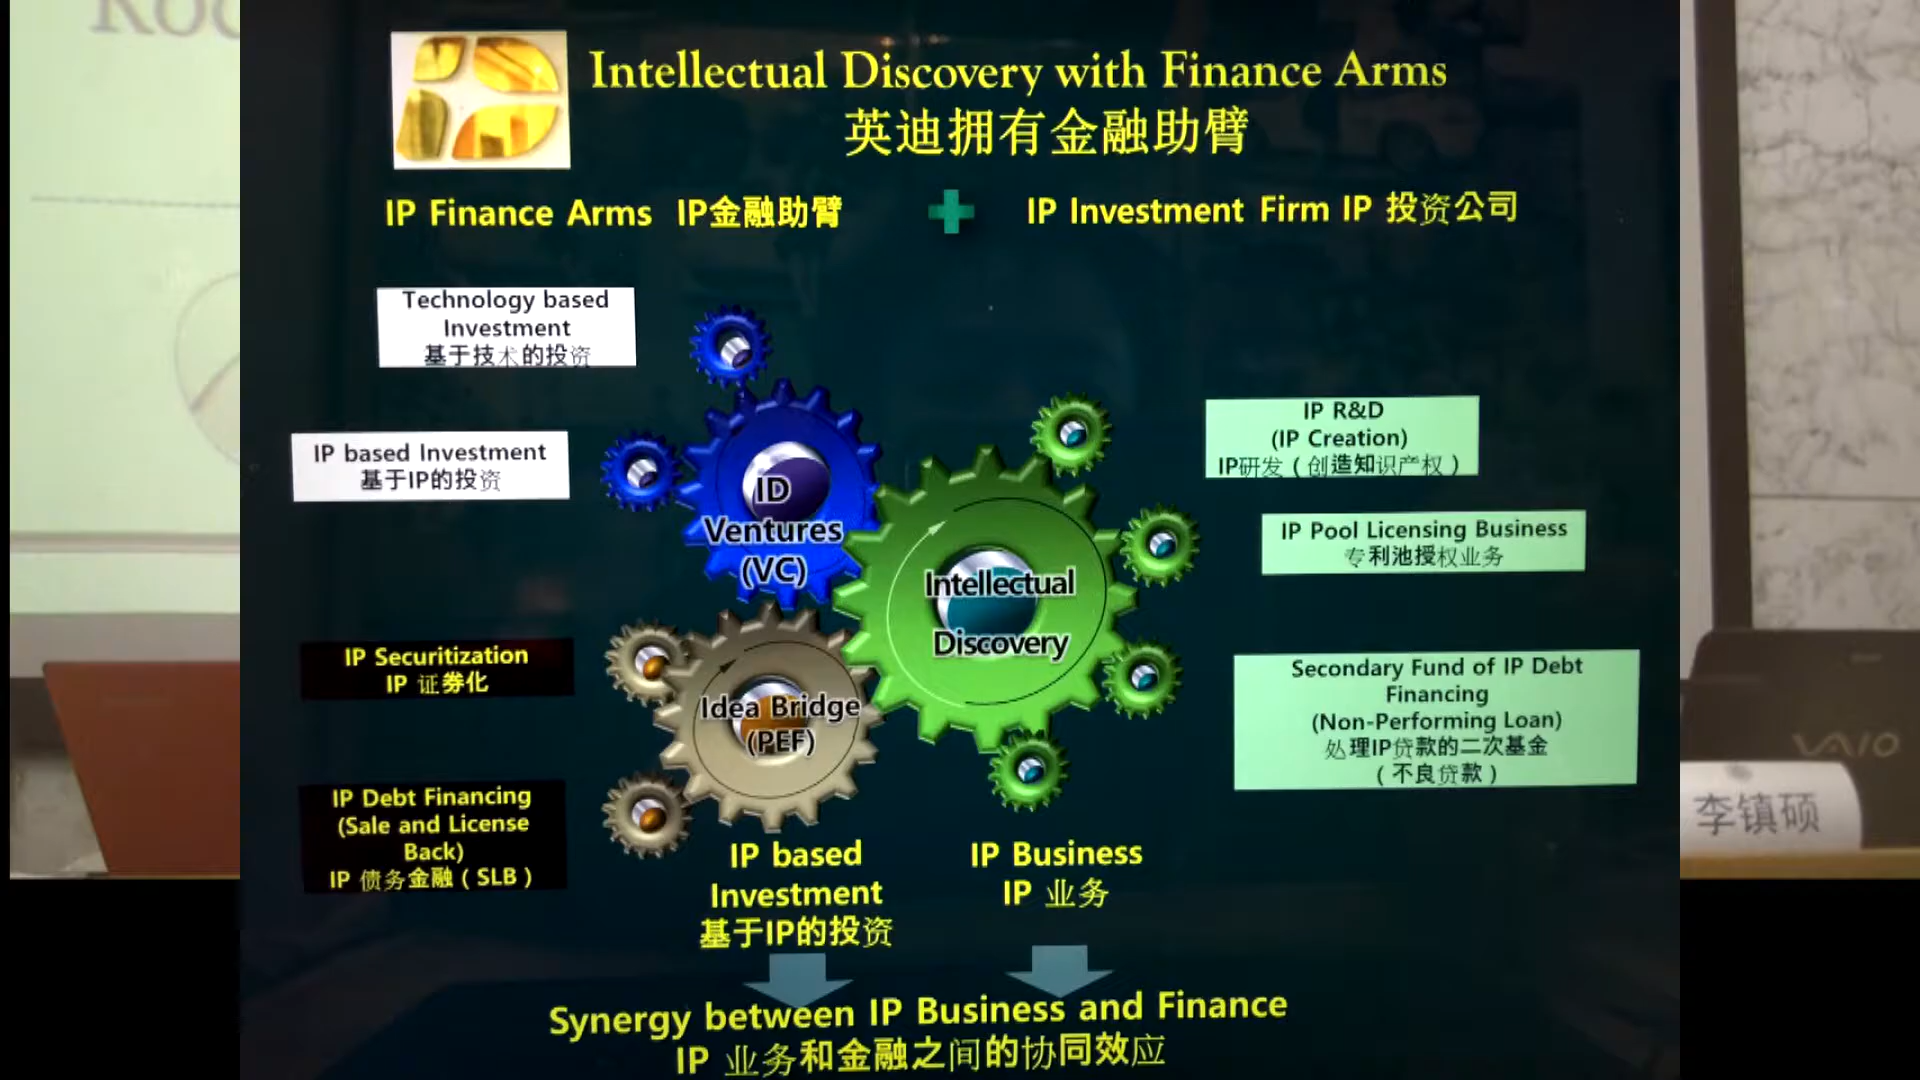 Intellectual Discovery with Finance Arms
英迪拥有金融助臂
IP Finance Arms IP金融助臂
IP Investment Firm IP 投资公司
Technology based
Investment
基于技术的投资
IP based Investment
基于IP的投资
ID
Ventures
(VC)
IP R&D
(IP Creation)
IP研发（创造知识产权）
IP Pool Licensing Business
专利池授权业务
Intellectual
Discovery
IP Securitization
IP 证券化
Idea Bridge
(PEF)
Secondary Fund of IP Debt
Financing
(Non-Performing Loan)
处理IP贷款的二次基金
（不良贷款）
IP Debt Financing
(Sale and License
Back)
IP 债务金融（SLB）
IP based
Investment
基于IP的投资
IP Business
IP 业务
Synergy between IP Business and Finance
IP 业务和金融之间的协同效应
VAIO
李镇硕